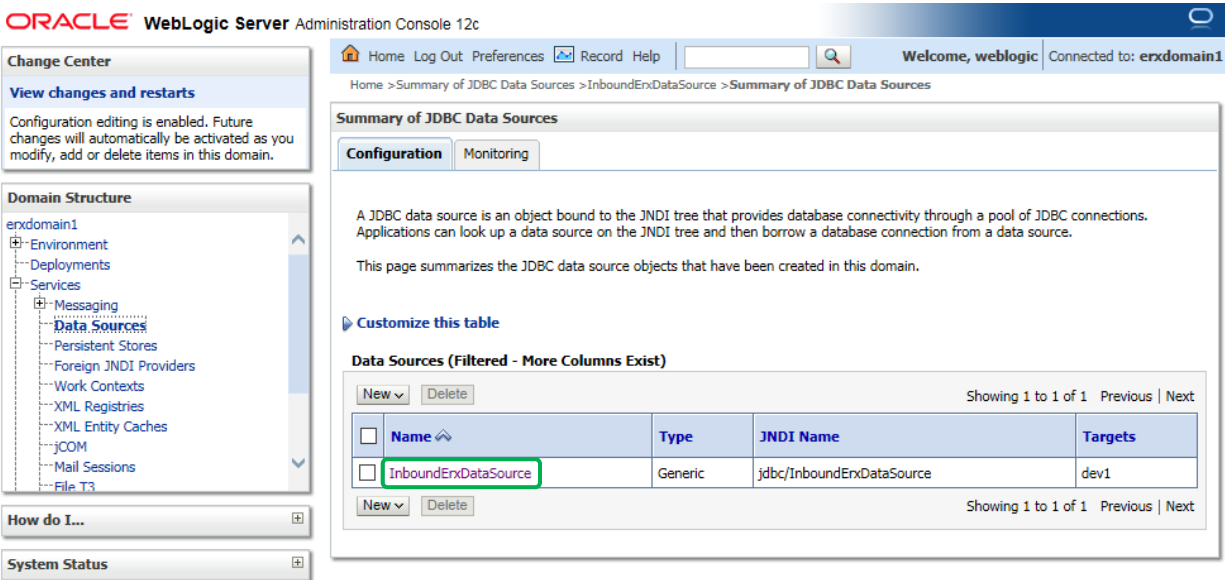 ORACLE WebLogic Server Administration Console 12c
Change Center
View changes and restarts
Configuration editing is enabled. Future
changes will automatically be activated as you
modify, add or delete items in this domain.
Domain Structure
erxdomain1
Environment
Deployments
Services
Messaging
Data Sources
Persistent Stores
Foreign JNDI Providers
Work Contexts
XML Registries
XML Entity Caches
jCOM
Mail Sessions
File T3
How do I...
System Status
Home Log Out Preferences Record Help
Welcome, weblogic Connected to: erxdomain1
Home >Summary of JDBC Data Sources >InboundErxDataSource >Summary of JDBC Data Sources
Summary of JDBC Data Sources
Configuration Monitoring
A JDBC data source is an object bound to the JNDI tree that provides database connectivity through a pool of JDBC connections.
Applications can look up a data source on the JNDI tree and then borrow a database connection from a data source.
This page summarizes the JDBC data source objects that have been created in this domain.
Customize this table
Data Sources (Filtered - More Columns Exist)
New Delete Showing 1 to 1 of 1 Previous | Next
Name Type JNDI Name Targets
InboundErxDataSource Generic jdbc/InboundErxDataSource dev1
New Delete Showing 1 to 1 of 1 Previous | Next